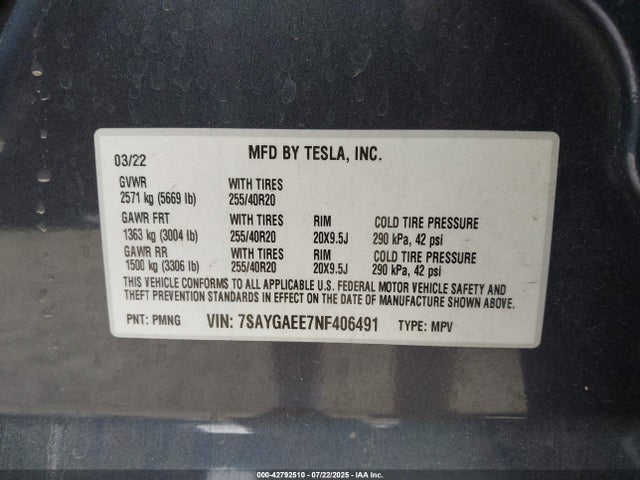 03/22 MFD BY TESLA, INC.
GVWR WITH TIRES
2571 kg (5669 lb) 255/40R20
GAWR FRT WITH TIRES RIM COLD TIRE PRESSURE
1363 kg (3004 lb) 255/40R20 20X9.5J 290 kPa, 42 psi
GAWR RR WITH TIRES RIM COLD TIRE PRESSURE
1500 kg (3306 lb) 255/40R20 20X9.5J 290 kPa, 42 psi
THIS VEHICLE CONFORMS TO ALL APPLICABLE U.S. FEDERAL MOTOR VEHICLE SAFETY AND
THEFT PREVENTION STANDARDS IN EFFECT ON THE DATE OF MANUFACTURE SHOWN ABOVE.
PNT: PMNG VIN: 7SAYGAEE7NF406491 TYPE: MPV
000-42792510 - 07/22/2025 - IAA Inc.